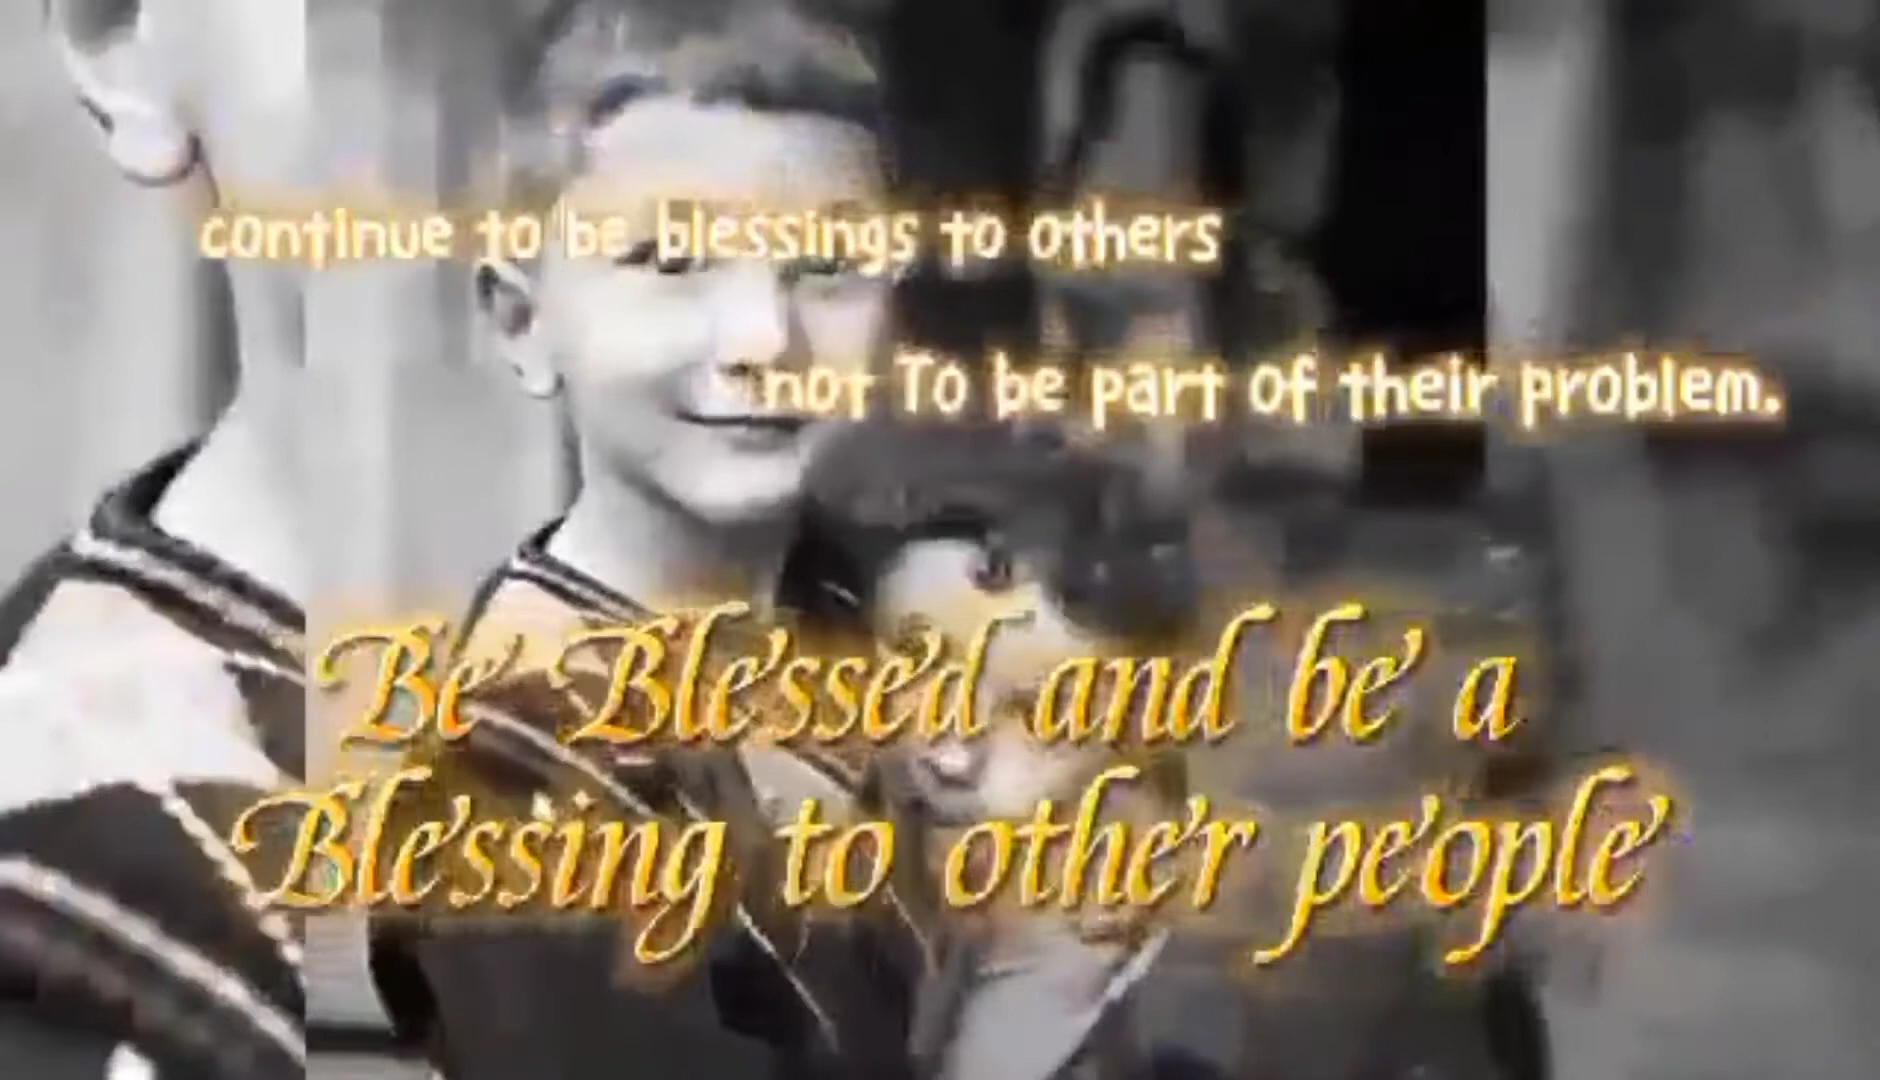 continue to be blessings to others
not To be part of their problem.
Be Blessed and be a
Blessing to other people